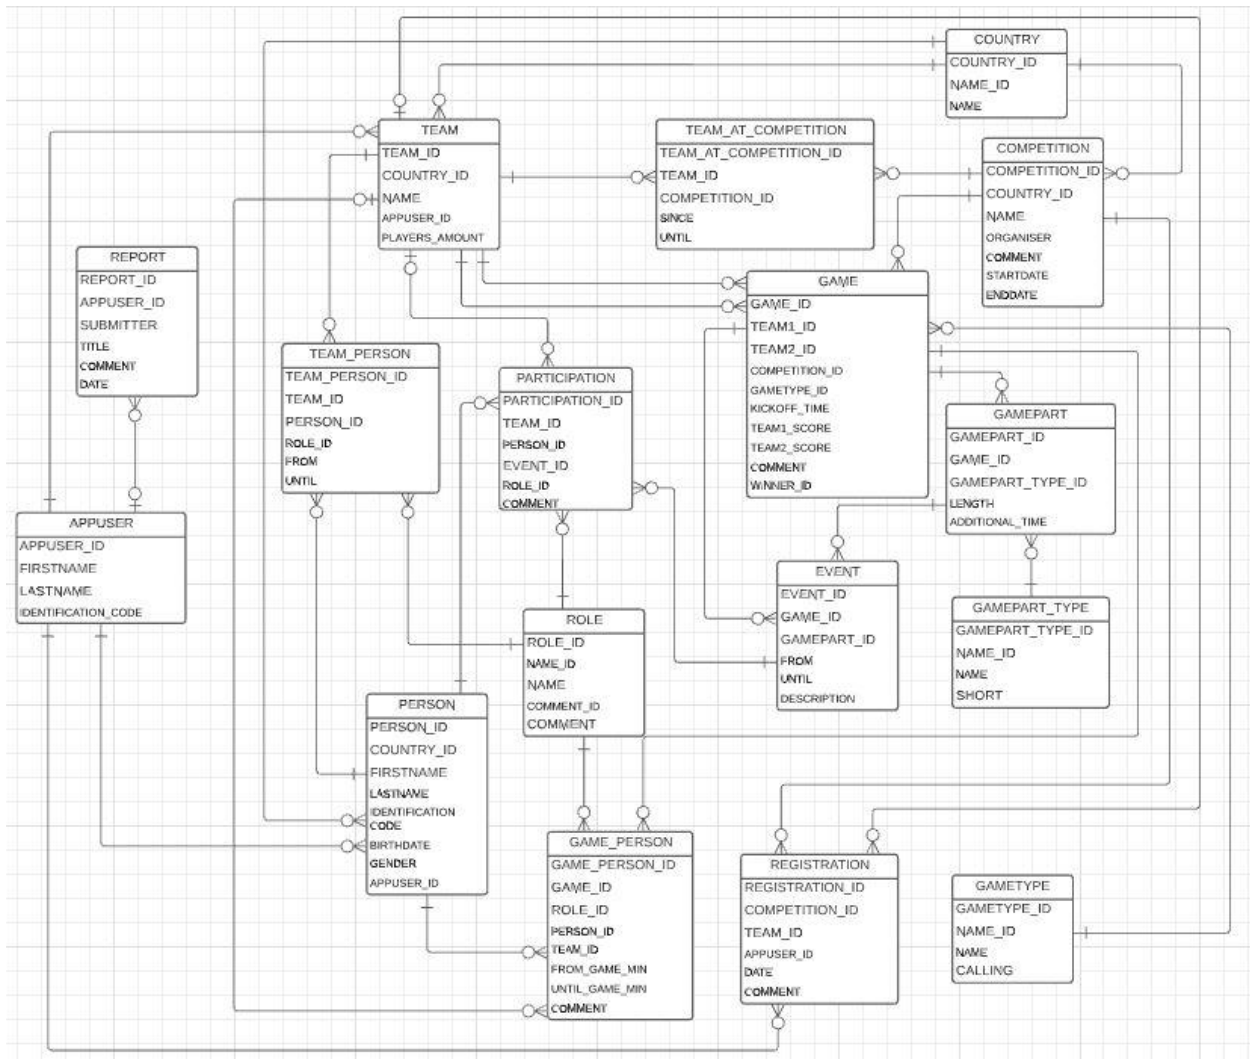 COUNTRY
COUNTRY_ID
NAME_ID
NAME
TEAM
TEAM_ID
COUNTRY_ID
NAME
APPUSER_ID
PLAYERS_AMOUNT
TEAM_AT_COMPETITION
TEAM_AT_COMPETITION_ID
TEAM_ID
COMPETITION_ID
SINCE
UNTIL
COMPETITION
COMPETITION_ID
COUNTRY_ID
NAME
ORGANISER
COMMENT
STARTDATE
ENDDATE
REPORT
REPORT_ID
APPUSER_ID
SUBMITTER
TITLE
COMMENT
DATE
GAME
GAME_ID
TEAM1_ID
TEAM2_ID
COMPETITION_ID
GAMETYPE_ID
KICKOFF_TIME
TEAM1_SCORE
TEAM2_SCORE
COMMENT
WINNER_ID
TEAM_PERSON
TEAM_PERSON_ID
TEAM_ID
PERSON_ID
ROLE_ID
FROM
UNTIL
PARTICIPATION
PARTICIPATION_ID
TEAM_ID
PERSON_ID
EVENT_ID
ROLE_ID
COMMENT
GAMEPART
GAMEPART_ID
GAME_ID
GAMEPART_TYPE_ID
LENGTH
ADDITIONAL_TIME
APPUSER
APPUSER_ID
FIRSTNAME
LASTNAME
IDENTIFICATION_CODE
EVENT
EVENT_ID
GAME_ID
GAMEPART_ID
FROM
UNTIL
DESCRIPTION
GAMEPART_TYPE
GAMEPART_TYPE_ID
NAME_ID
NAME
SHORT
ROLE
ROLE_ID
NAME_ID
NAME
COMMENT_ID
COMMENT
PERSON
PERSON_ID
COUNTRY_ID
FIRSTNAME
LASTNAME
IDENTIFICATION
CODE
BIRTHDATE
GENDER
APPUSER_ID
GAME_PERSON
GAME_PERSON_ID
GAME_ID
ROLE_ID
PERSON_ID
TEAM_ID
FROM_GAME_MIN
UNTIL_GAME_MIN
COMMENT
REGISTRATION
REGISTRATION_ID
COMPETITION_ID
TEAM_ID
APPUSER_ID
DATE
COMMENT
GAMETYPE
GAMETYPE_ID
NAME_ID
NAME
CALLING